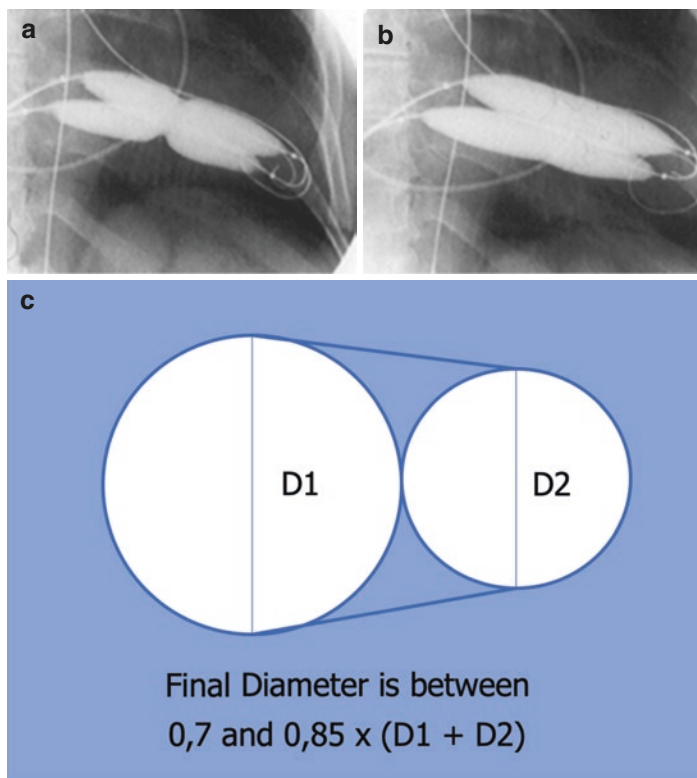 a
b
c
D1
D2
Final Diameter is between
0,7 and 0,85 x (D1 + D2)